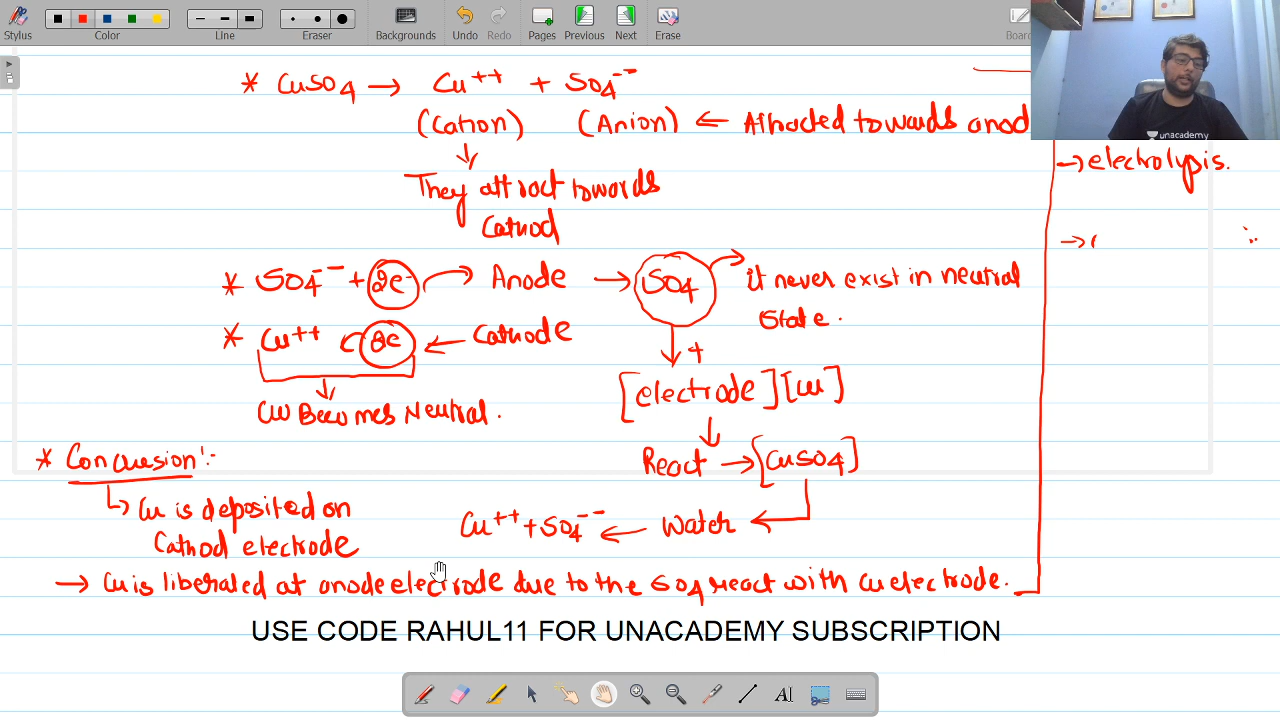 Stylus
Color
Line
Eraser
Backgrounds
Undo
Redo
Pages
Previous
Next
Erase
Board
unacademy
* CuSO4 → Cu++ + SO4--
(Cation) (Anion) ← Attracted towards anod
↓
They attract towards
Cathod
→ electrolysis.
→
* SO4-- + 2e- → Anode → SO4 it never exist in neutral
state.
* Cu++ 2e ← Cathode
↓ +
[electrode][Cu]
Cu Becomes Neutral.
↓
React → [CuSO4]
* Conclusion :-
↳ Cu is deposited on
Cathod electrode
Cu++ + SO4-- ← Water ←
→ Cu is liberated at anode electrode due to the SO4 react with Cu electrode.
USE CODE RAHUL11 FOR UNACADEMY SUBSCRIPTION
AI